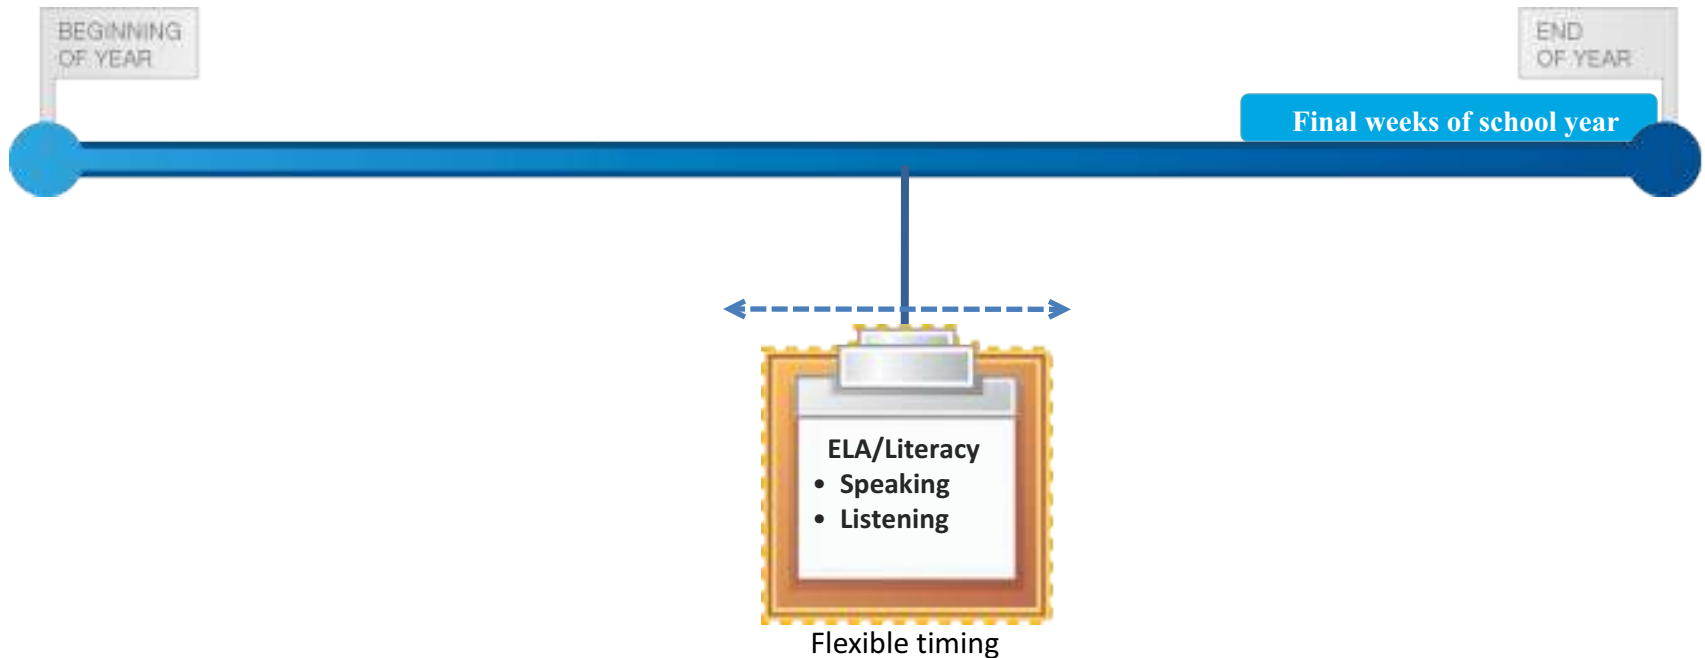 BEGINNING
OF YEAR
END
OF YEAR
Final weeks of school year
ELA/Literacy
• Speaking
• Listening
Flexible timing